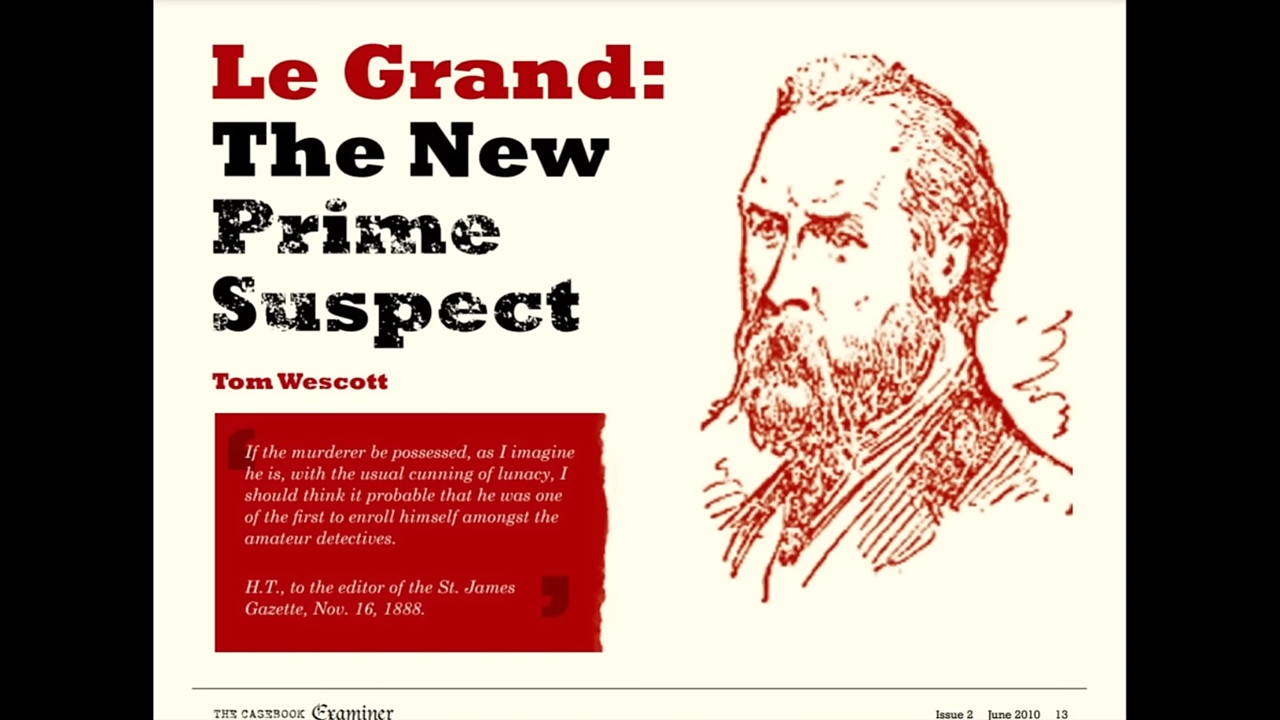 Le Grand:
The New
Prime
Suspect
Tom Wescott
If the murderer be possessed, as I imagine
he is, with the usual cunning of lunacy, I
should think it probable that he was one
of the first to enroll himself amongst the
amateur detectives.
H.T., to the editor of the St. James
Gazette, Nov. 16, 1888.
THE CASEBOOK Examiner
Issue 2 June 2010 13